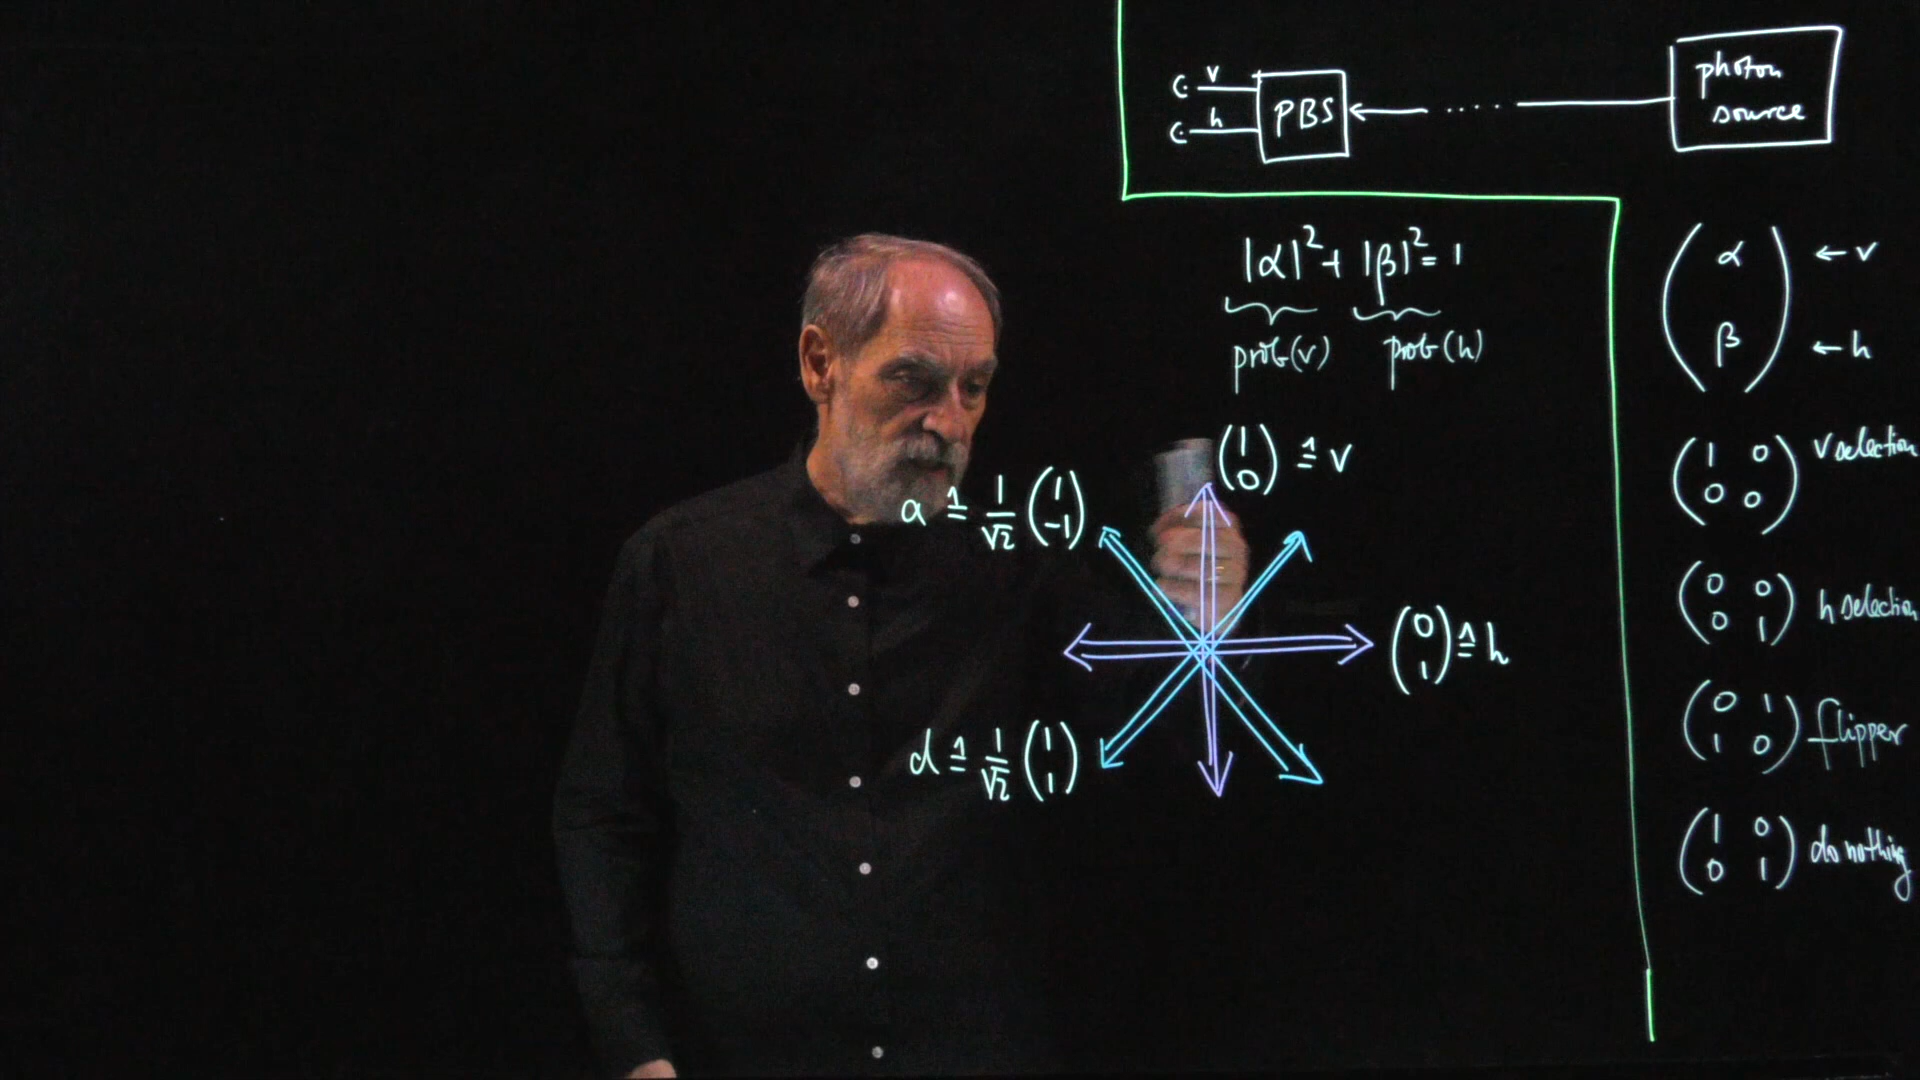 photon
source
v
h
PBS
....
|α|² + |β|² = 1
prob(v) prob(h)
(α β) ← v ← h
(1 0) ≙ v
a ≙ 1/√2 (1 -1)
(0 1) ≙ h
d ≙ 1/√2 (1 1)
(1 0
0 0) v selection
(0 0
0 1) h selection
(0 1
1 0) flipper
(1 0
0 1) do nothing